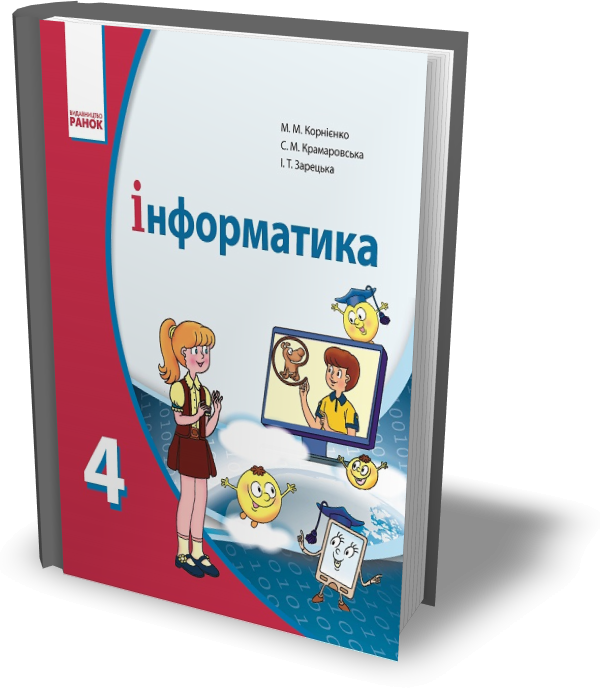 ВИДАВНИЦТВО
РАНОК
М. М. Корнієнко
С. М. Крамаровська
І. Т. Зарецька
інформатика
4